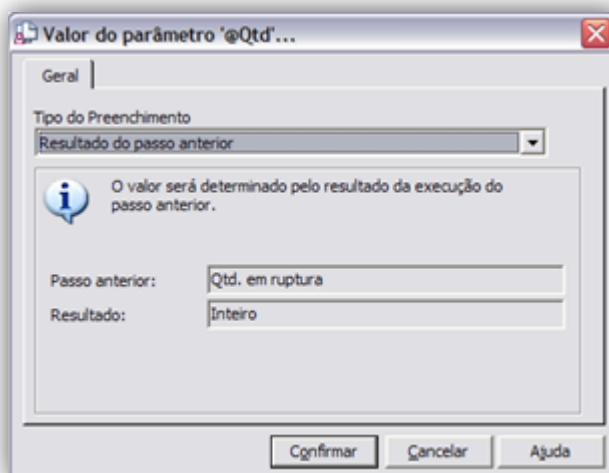 Valor do parâmetro '@Qtd'...
Geral
Tipo do Preenchimento
Resultado do passo anterior
O valor será determinado pelo resultado da execução do
passo anterior.
Passo anterior: Qtd. em ruptura
Resultado: Inteiro
Confirmar Cancelar Ajuda